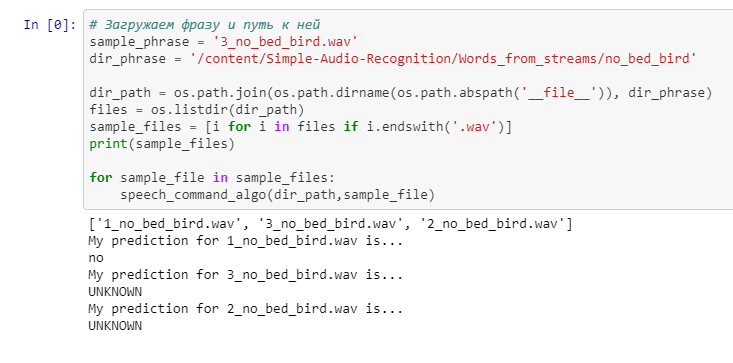 In [0]: # Загружаем фразу и путь к ней
sample_phrase = '3_no_bed_bird.wav'
dir_phrase = '/content/Simple-Audio-Recognition/Words_from_streams/no_bed_bird'

dir_path = os.path.join(os.path.dirname(os.path.abspath('__file__')), dir_phrase)
files = os.listdir(dir_path)
sample_files = [i for i in files if i.endswith('.wav')]
print(sample_files)

for sample_file in sample_files:
    speech_command_algo(dir_path,sample_file)

['1_no_bed_bird.wav', '3_no_bed_bird.wav', '2_no_bed_bird.wav']
My prediction for 1_no_bed_bird.wav is...
no
My prediction for 3_no_bed_bird.wav is...
UNKNOWN
My prediction for 2_no_bed_bird.wav is...
UNKNOWN